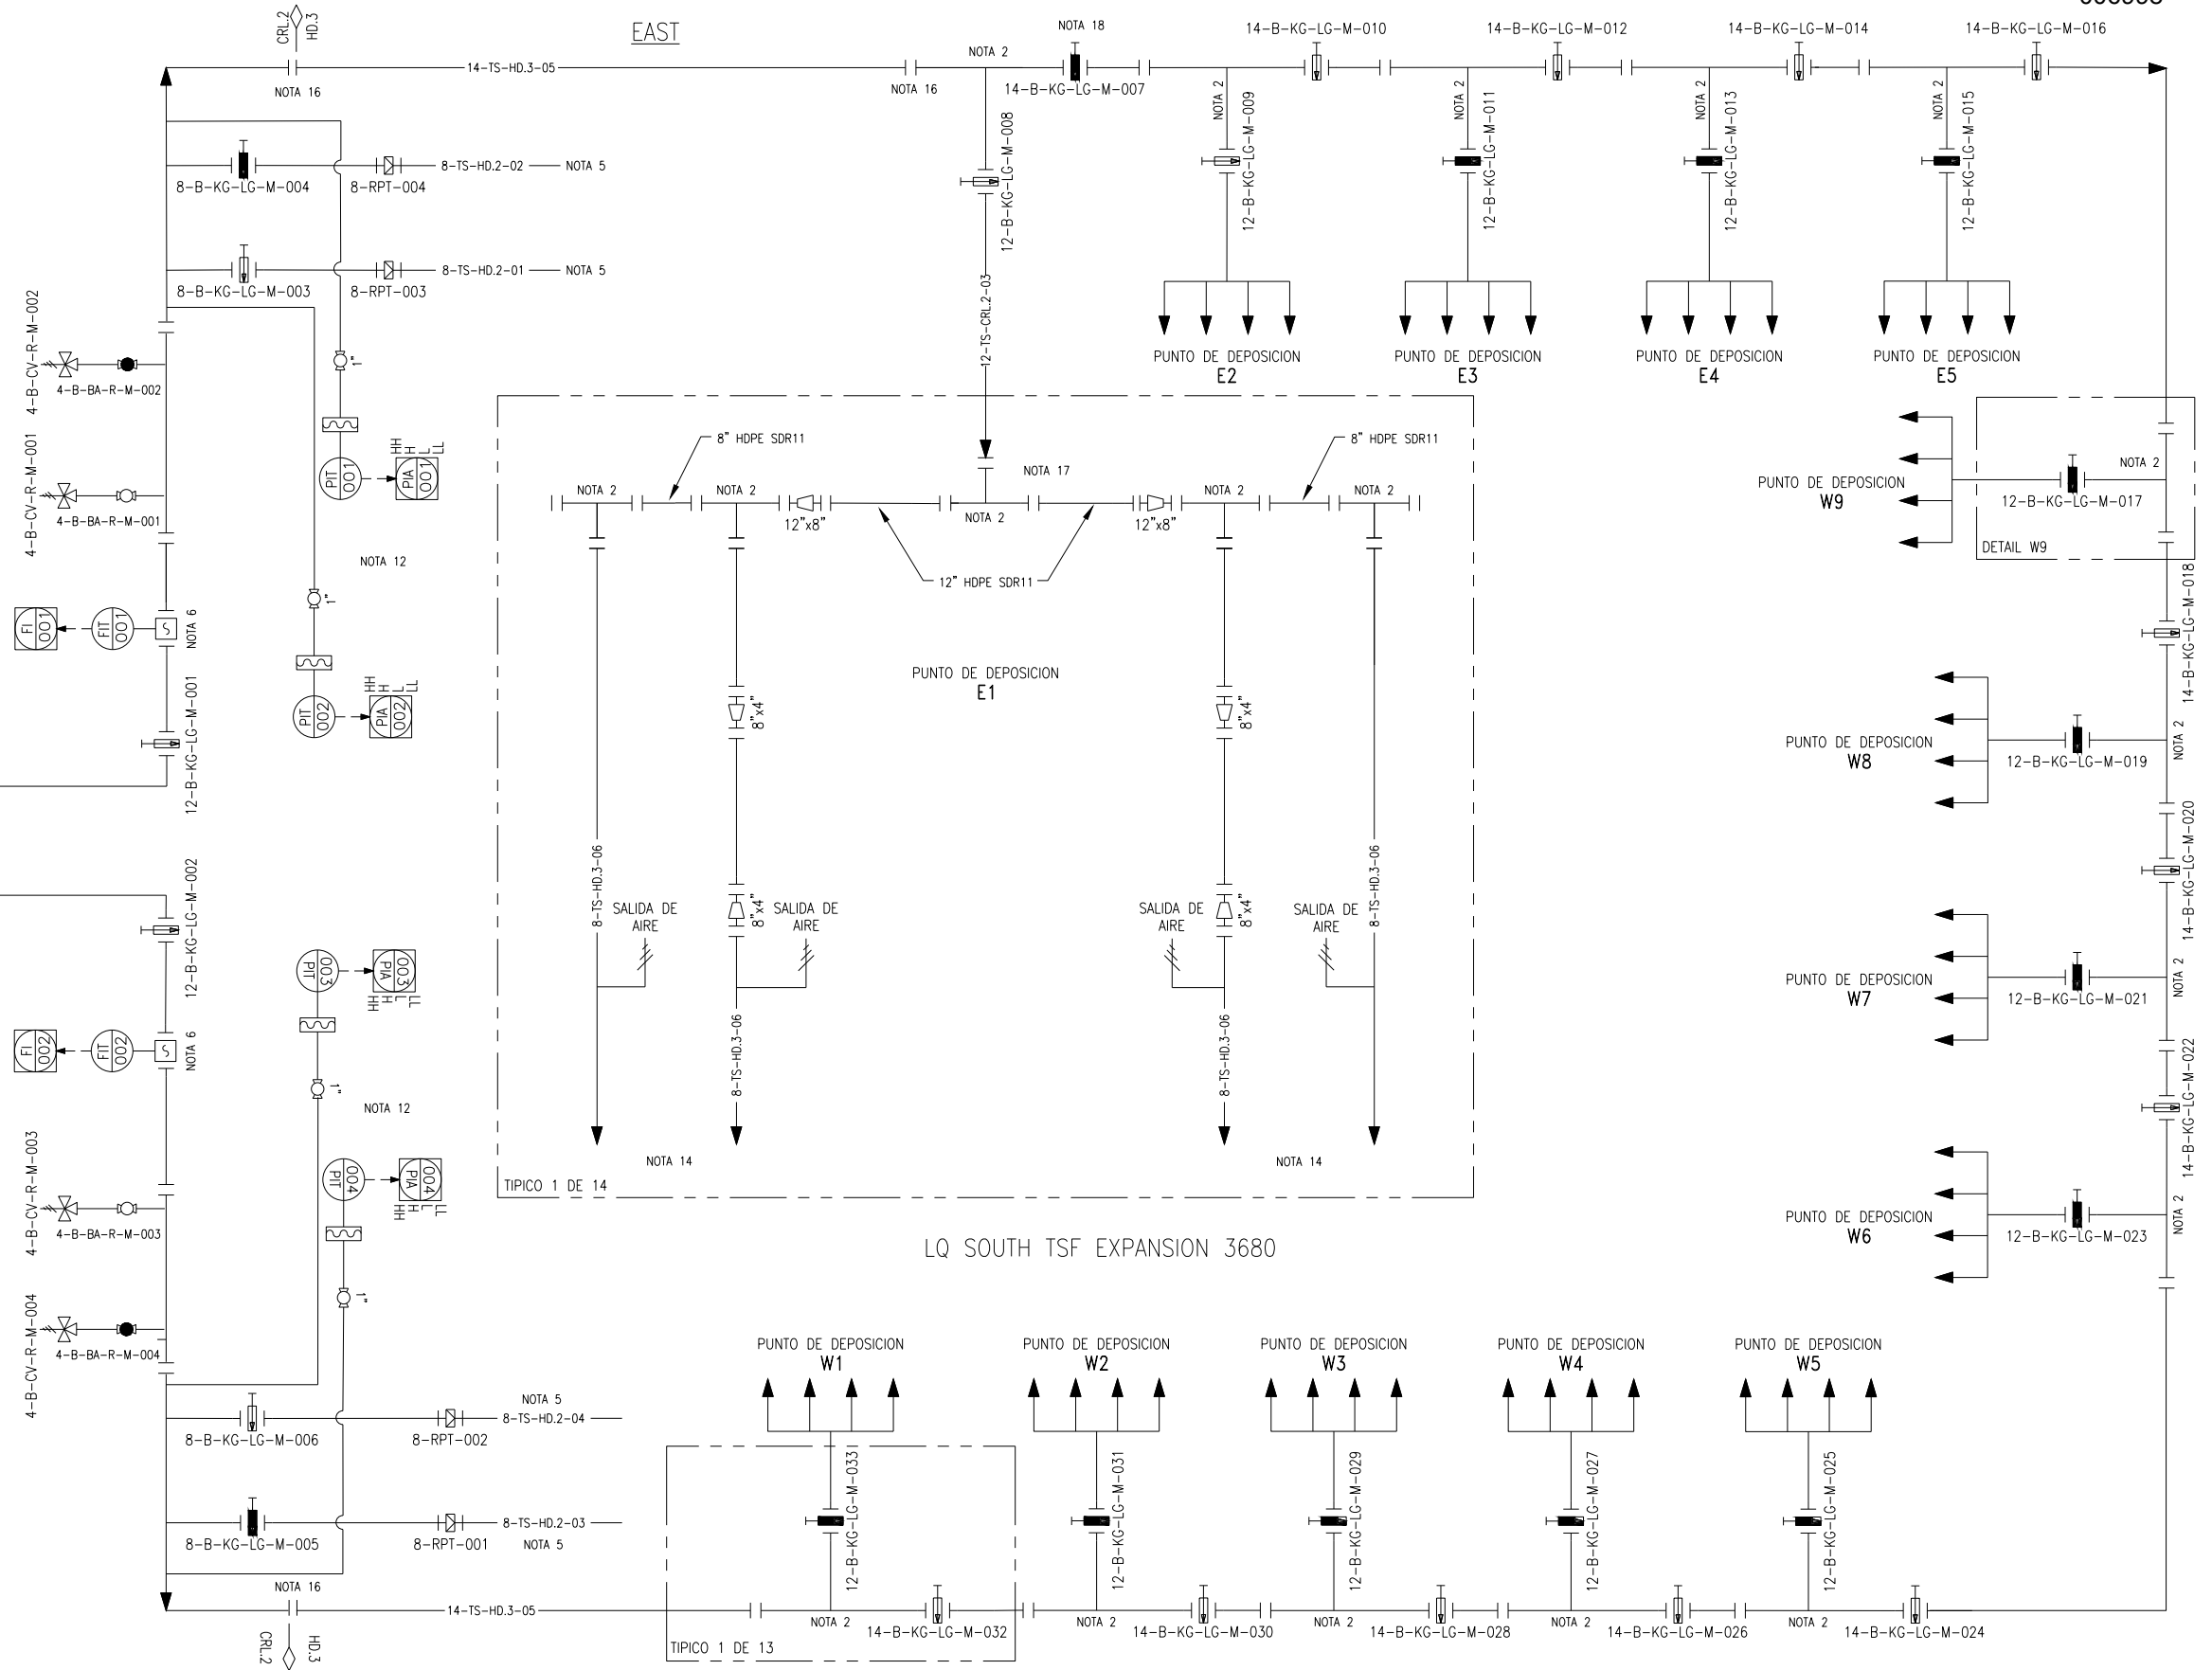 EAST
CRL.2
HD.3
NOTA 16
14-TS-HD.3-05
NOTA 16
NOTA 2
NOTA 18
14-B-KG-LG-M-007
14-B-KG-LG-M-010
14-B-KG-LG-M-012
14-B-KG-LG-M-014
14-B-KG-LG-M-016
8-B-KG-LG-M-004
8-RPT-004
8-TS-HD.2-02
NOTA 5
8-B-KG-LG-M-003
8-RPT-003
8-TS-HD.2-01
NOTA 5
12-B-KG-LG-M-008
12-TS-CRL.2-03
NOTA 2
12-B-KG-LG-M-009
NOTA 2
12-B-KG-LG-M-011
NOTA 2
12-B-KG-LG-M-013
NOTA 2
12-B-KG-LG-M-015
PUNTO DE DEPOSICION
E2
PUNTO DE DEPOSICION
E3
PUNTO DE DEPOSICION
E4
PUNTO DE DEPOSICION
E5
4-B-CV-R-M-002
4-B-BA-R-M-002
4-B-CV-R-M-001
4-B-BA-R-M-001
1"
PIT
001
PIA
001
HH
H
L
LL
NOTA 12
1"
PIT
002
PIA
002
HH
H
L
LL
FI
001
FIT
001
NOTA 6
12-B-KG-LG-M-001
8" HDPE SDR11
8" HDPE SDR11
NOTA 17
NOTA 2
NOTA 2
12"x8"
NOTA 2
12"x8"
NOTA 2
NOTA 2
12" HDPE SDR11
PUNTO DE DEPOSICION
E1
8"x4"
8"x4"
8"x4"
8"x4"
8-TS-HD.3-06
SALIDA DE
AIRE
SALIDA DE
AIRE
SALIDA DE
AIRE
SALIDA DE
AIRE
8-TS-HD.3-06
8-TS-HD.3-06
8-TS-HD.3-06
NOTA 14
NOTA 14
TIPICO 1 DE 14
PUNTO DE DEPOSICION
W9
NOTA 2
12-B-KG-LG-M-017
DETAIL W9
14-B-KG-LG-M-018
PUNTO DE DEPOSICION
W8
12-B-KG-LG-M-019
NOTA 2
14-B-KG-LG-M-020
PUNTO DE DEPOSICION
W7
12-B-KG-LG-M-021
NOTA 2
14-B-KG-LG-M-022
PUNTO DE DEPOSICION
W6
12-B-KG-LG-M-023
NOTA 2
12-B-KG-LG-M-002
FI
002
FIT
002
NOTA 6
003
PIT
003
PIA
HH
H
L
LL
1"
NOTA 12
004
PIT
004
PIA
HH
H
L
LL
1"
4-B-CV-R-M-003
4-B-BA-R-M-003
4-B-CV-R-M-004
4-B-BA-R-M-004
LQ SOUTH TSF EXPANSION 3680
NOTA 5
8-TS-HD.2-04
8-B-KG-LG-M-006
8-RPT-002
8-TS-HD.2-03
NOTA 5
8-B-KG-LG-M-005
8-RPT-001
NOTA 16
14-TS-HD.3-05
CRL.2
HD.3
PUNTO DE DEPOSICION
W1
PUNTO DE DEPOSICION
W2
PUNTO DE DEPOSICION
W3
PUNTO DE DEPOSICION
W4
PUNTO DE DEPOSICION
W5
12-B-KG-LG-M-033
12-B-KG-LG-M-031
12-B-KG-LG-M-029
12-B-KG-LG-M-027
12-B-KG-LG-M-025
NOTA 2
14-B-KG-LG-M-032
NOTA 2
14-B-KG-LG-M-030
NOTA 2
14-B-KG-LG-M-028
NOTA 2
14-B-KG-LG-M-026
NOTA 2
14-B-KG-LG-M-024
TIPICO 1 DE 13